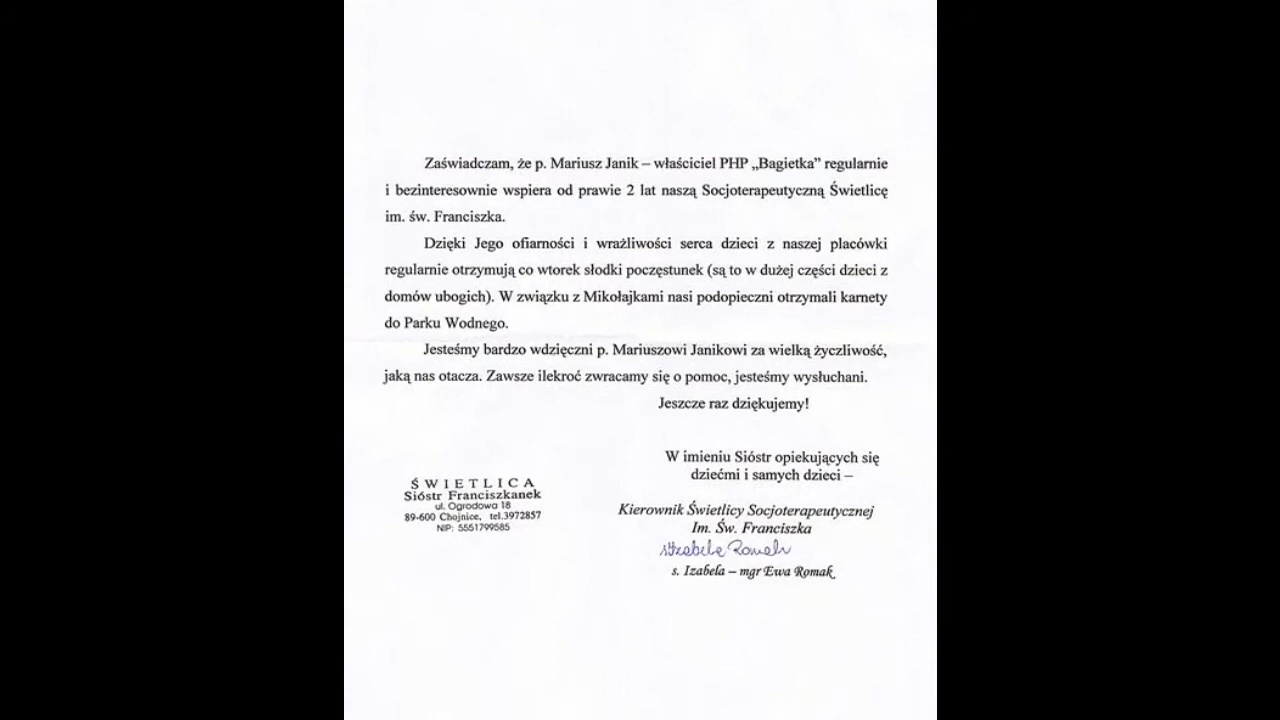 Zaświadczam, że p. Mariusz Janik – właściciel PHP „Bagietka” regularnie
i bezinteresownie wspiera od prawie 2 lat naszą Socjoterapeutyczną Świetlicę
im. św. Franciszka.
Dzięki Jego ofiarności i wrażliwości serca dzieci z naszej placówki
regularnie otrzymują co wtorek słodki poczęstunek (są to w dużej części dzieci z
domów ubogich). W związku z Mikołajkami nasi podopieczni otrzymali karnety
do Parku Wodnego.
Jesteśmy bardzo wdzięczni p. Mariuszowi Janikowi za wielką życzliwość,
jaką nas otacza. Zawsze ilekroć zwracamy się o pomoc, jesteśmy wysłuchani.
Jeszcze raz dziękujemy!
W imieniu Sióstr opiekujących się
dziećmi i samych dzieci –
ŚWIETLICA
Sióstr Franciszkanek
ul. Ogrodowa 18
89-600 Chojnice, tel.3972857
NIP: 5551799585
Kierownik Świetlicy Socjoterapeutycznej
Im. Św. Franciszka
s. Izabela Romak
s. Izabela – mgr Ewa Romak